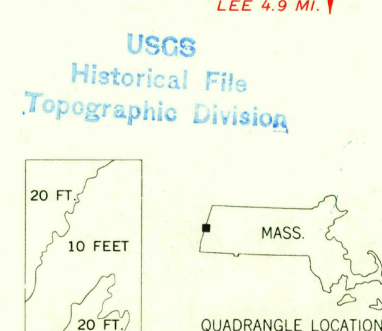 LEE 4.9 MI.
USGS
Historical File
Topographic Division
20 FT.
10 FEET
20 FT.
MASS.
QUADRANGLE LOCATION